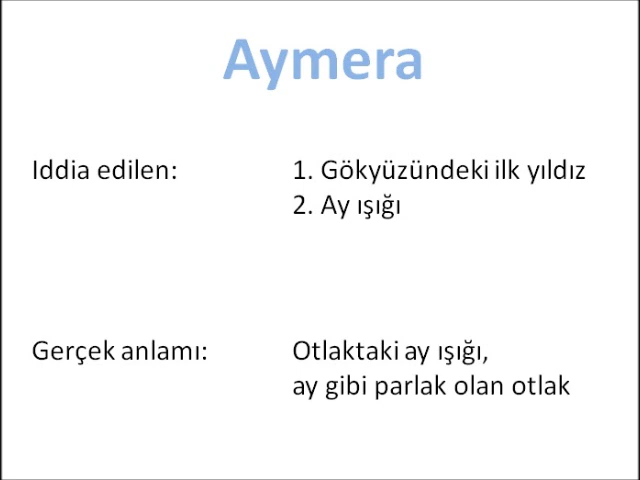 Aymera
Iddia edilen: 1. Gökyüzündeki ilk yıldız
2. Ay ışığı
Gerçek anlamı: Otlaktaki ay ışığı,
ay gibi parlak olan otlak